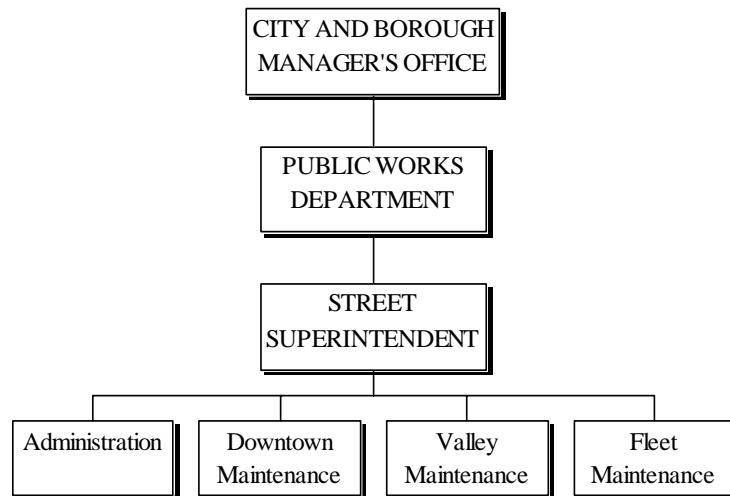 CITY AND BOROUGH
MANAGER'S OFFICE
PUBLIC WORKS
DEPARTMENT
STREET
SUPERINTENDENT
Administration
Downtown
Maintenance
Valley
Maintenance
Fleet
Maintenance